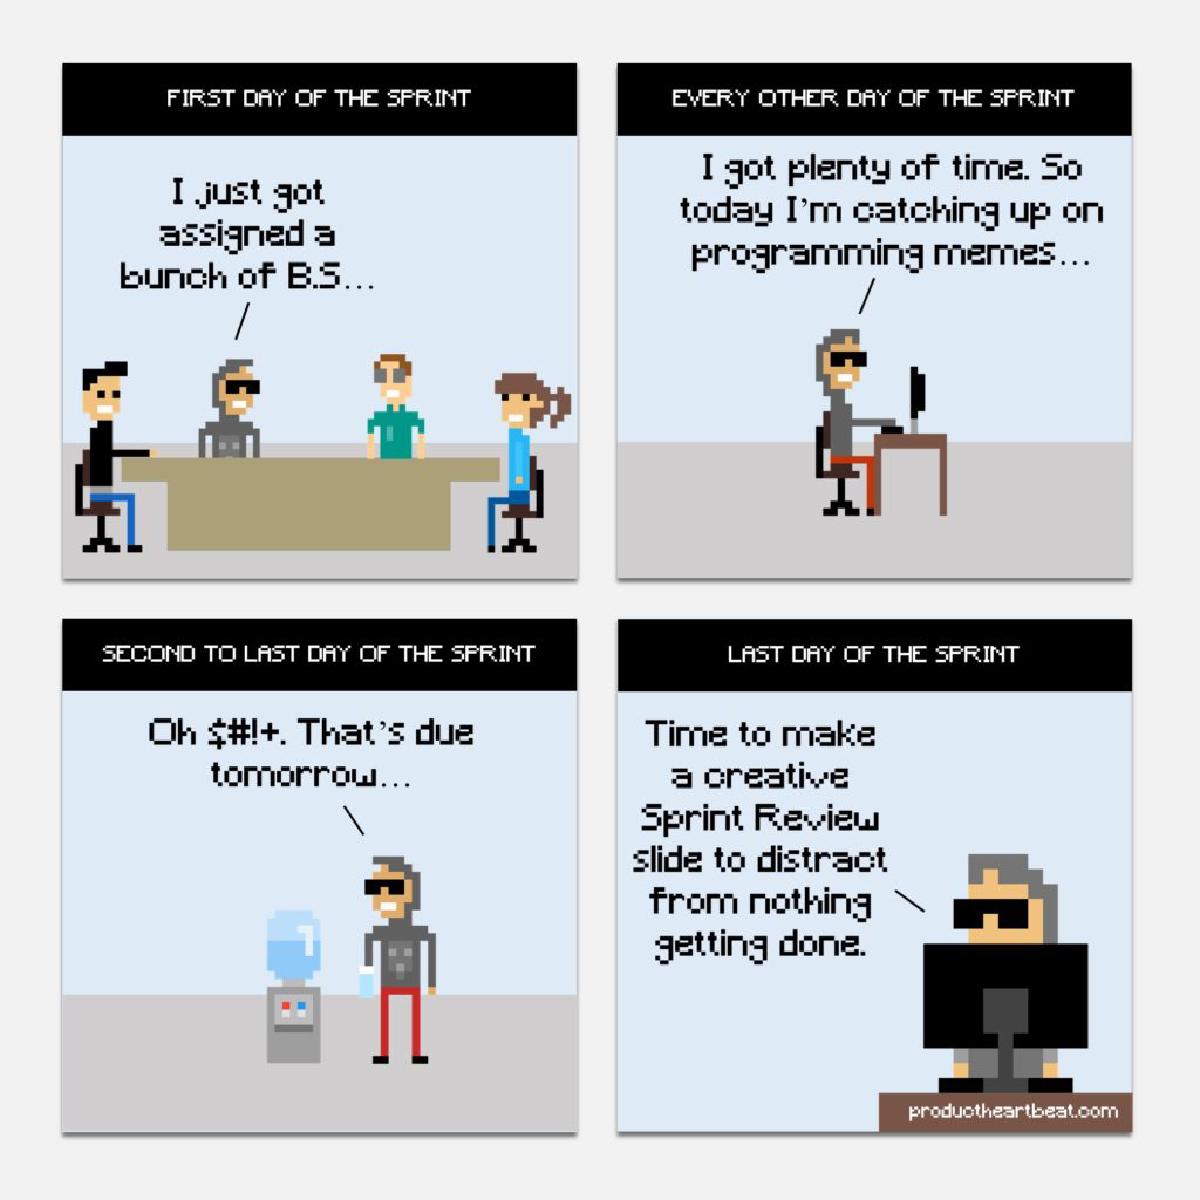 FIRST DAY OF THE SPRINT
I just got
assigned a
bunch of B.S...
EVERY OTHER DAY OF THE SPRINT
I got plenty of time. So
today I'm catching up on
programming memes...
SECOND TO LAST DAY OF THE SPRINT
Oh $#!+. That's due
tomorrow...
LAST DAY OF THE SPRINT
Time to make
a creative
Sprint Review
slide to distract
from nothing
getting done.
productheartbeat.com